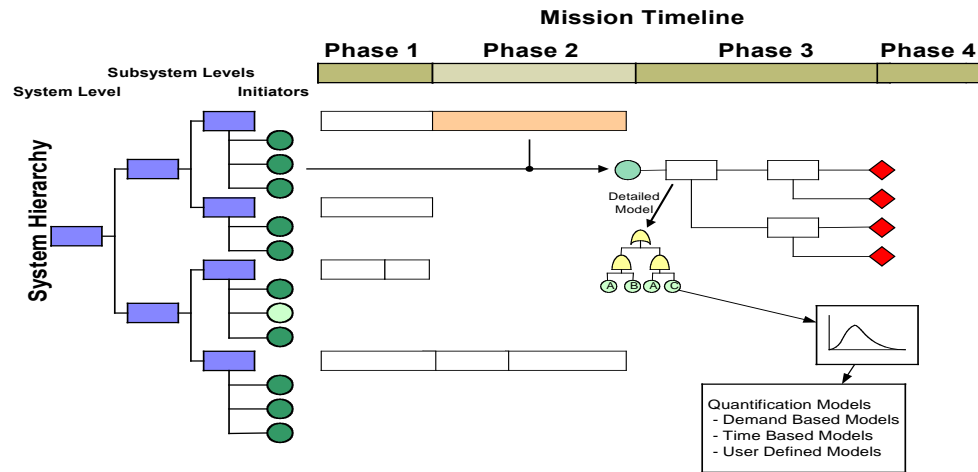 Mission Timeline
Phase 1 Phase 2 Phase 3 Phase 4
Subsystem Levels
System Level Initiators
System Hierarchy
Detailed
Model
A B A C
Quantification Models
- Demand Based Models
- Time Based Models
- User Defined Models